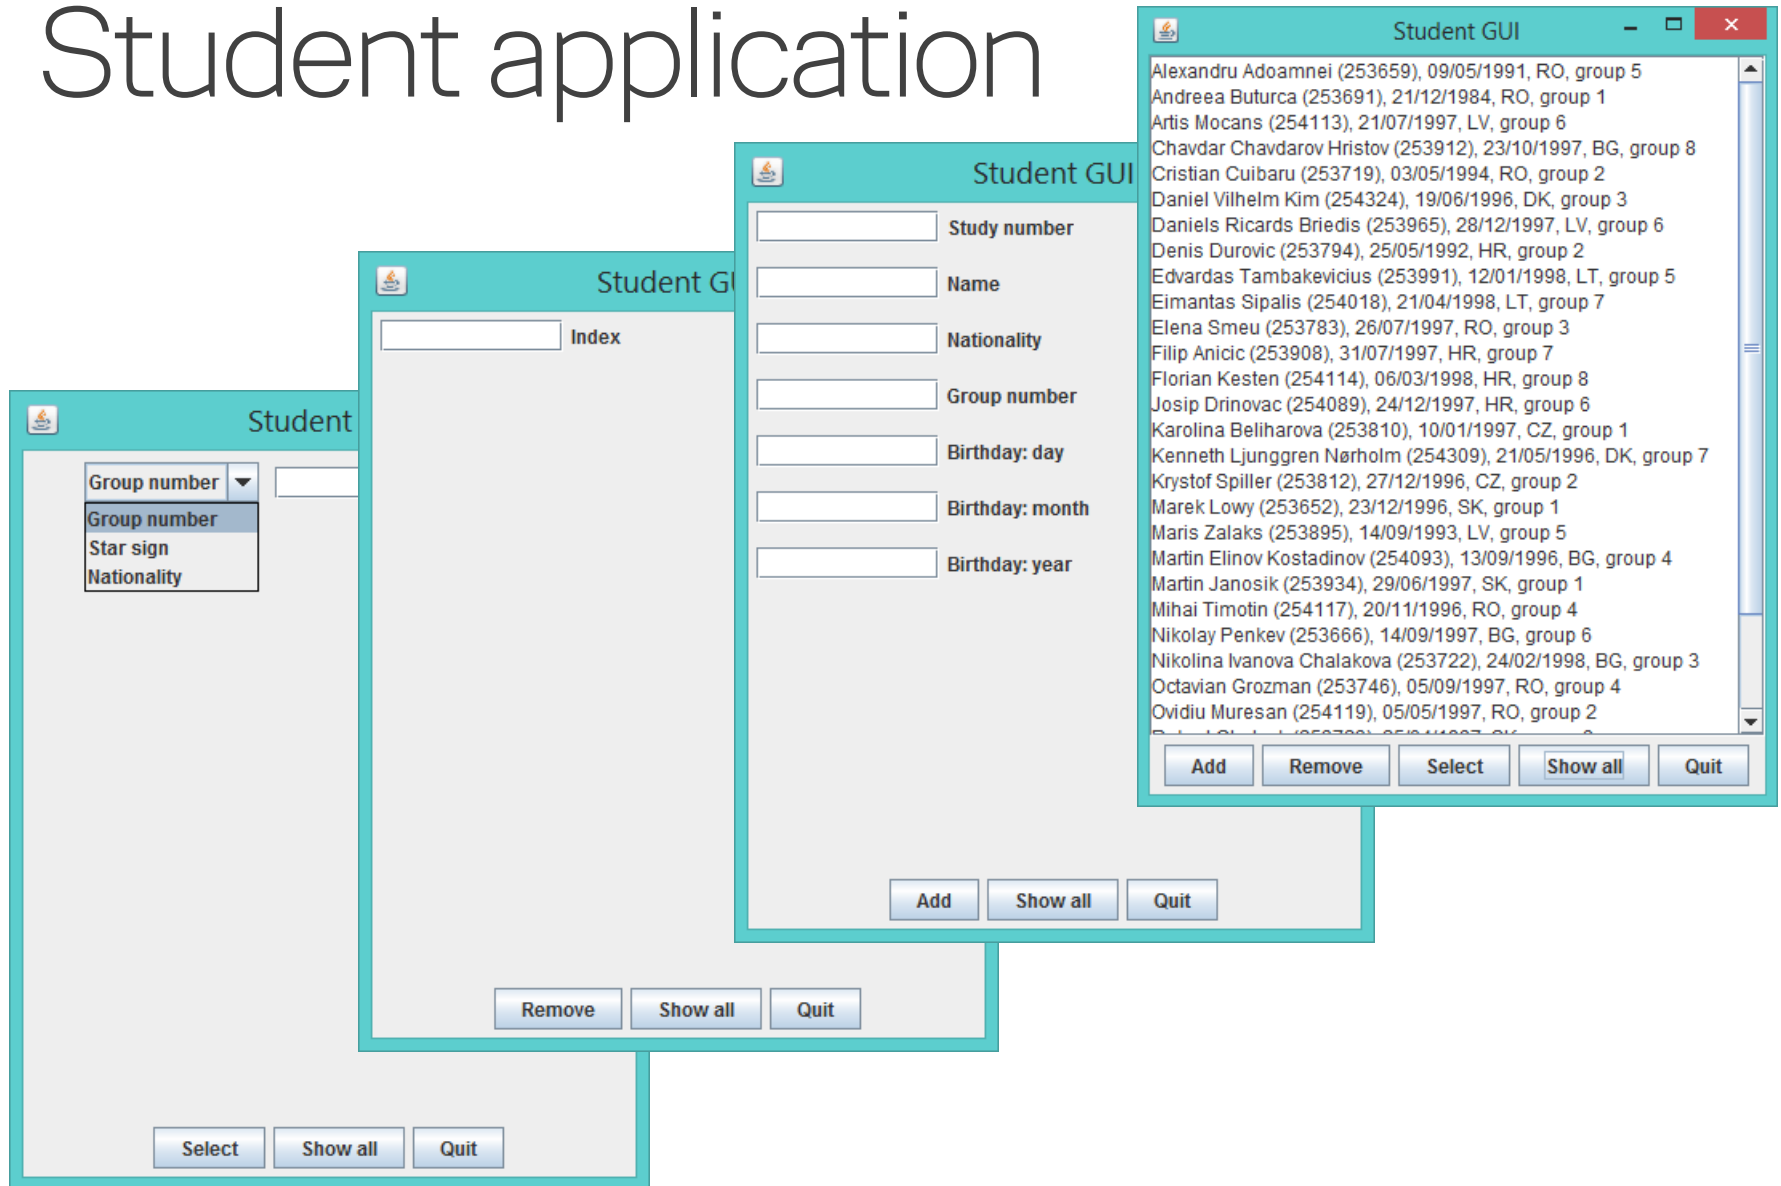 Student application
Student GUI
Alexandru Adoamnei (253659), 09/05/1991, RO, group 5
Andreea Buturca (253691), 21/12/1984, RO, group 1
Artis Mocans (254113), 21/07/1997, LV, group 6
Chavdar Chavdarov Hristov (253912), 23/10/1997, BG, group 8
Cristian Cuibaru (253719), 03/05/1994, RO, group 2
Daniel Vilhelm Kim (254324), 19/06/1996, DK, group 3
Daniels Ricards Briedis (253965), 28/12/1997, LV, group 6
Denis Durovic (253794), 25/05/1992, HR, group 2
Edvardas Tambakevicius (253991), 12/01/1998, LT, group 5
Eimantas Sipalis (254018), 21/04/1998, LT, group 7
Elena Smeu (253783), 26/07/1997, RO, group 3
Filip Anicic (253908), 31/07/1997, HR, group 7
Florian Kesten (254114), 06/03/1998, HR, group 8
Josip Drinovac (254089), 24/12/1997, HR, group 6
Karolina Beliharova (253810), 10/01/1997, CZ, group 1
Kenneth Ljunggren Nørholm (254309), 21/05/1996, DK, group 7
Krystof Spiller (253812), 27/12/1996, CZ, group 2
Marek Lowy (253652), 23/12/1996, SK, group 1
Maris Zalaks (253895), 14/09/1993, LV, group 5
Martin Elinov Kostadinov (254093), 13/09/1996, BG, group 4
Martin Janosik (253934), 29/06/1997, SK, group 1
Mihai Timotin (254117), 20/11/1996, RO, group 4
Nikolay Penkev (253666), 14/09/1997, BG, group 6
Nikolina Ivanova Chalakova (253722), 24/02/1998, BG, group 3
Octavian Grozman (253746), 05/09/1997, RO, group 4
Ovidiu Muresan (254119), 05/05/1997, RO, group 2
Add Remove Select Show all Quit
Student GUI
Study number
Name
Nationality
Group number
Birthday: day
Birthday: month
Birthday: year
Add Show all Quit
Student G
Index
Remove Show all Quit
Student
Group number
Group number
Star sign
Nationality
Select Show all Quit